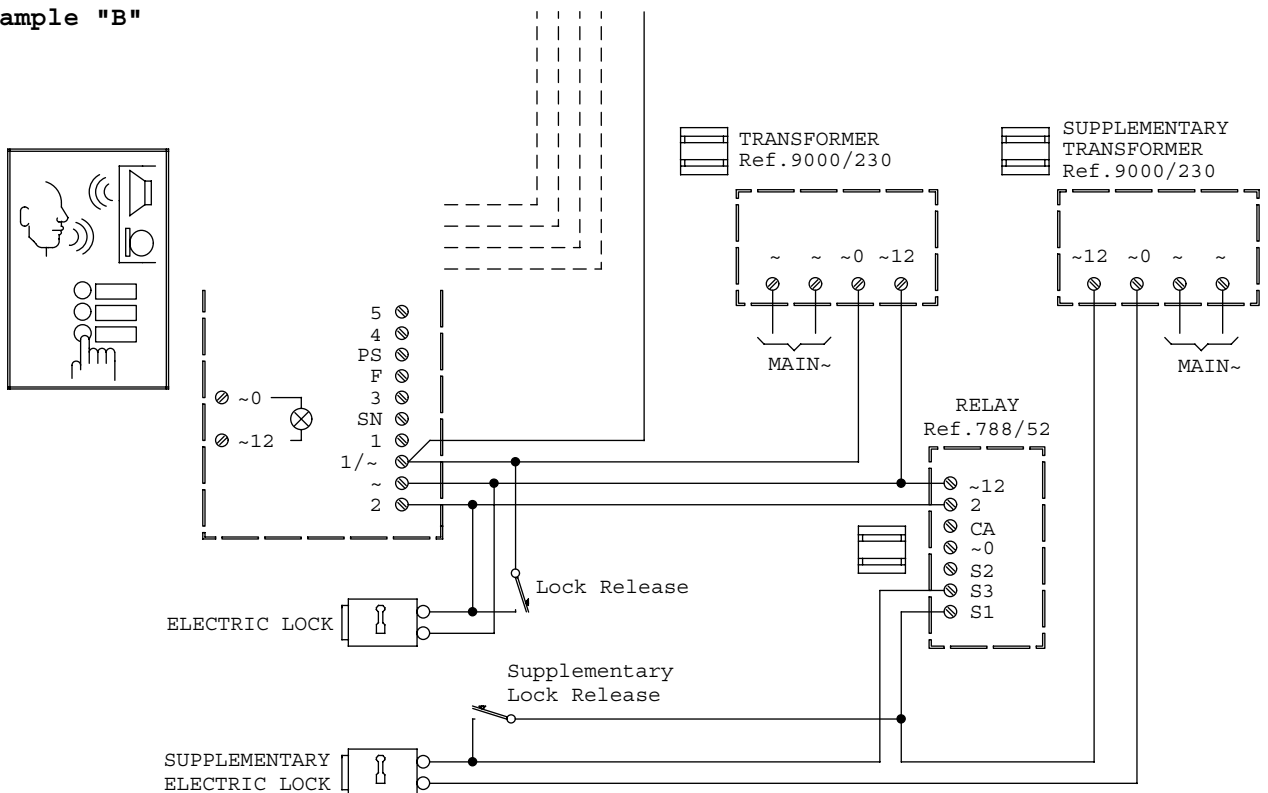 ample "B"
TRANSFORMER
Ref.9000/230
~ ~ ~0 ~12
MAIN~
SUPPLEMENTARY
TRANSFORMER
Ref.9000/230
~12 ~0 ~ ~
MAIN~
5
4
PS
F
3
SN
1
1/~
~
2
~0
~12
RELAY
Ref.788/52
~12
2
CA
~0
S2
S3
S1
Lock Release
ELECTRIC LOCK
Supplementary
Lock Release
SUPPLEMENTARY
ELECTRIC LOCK